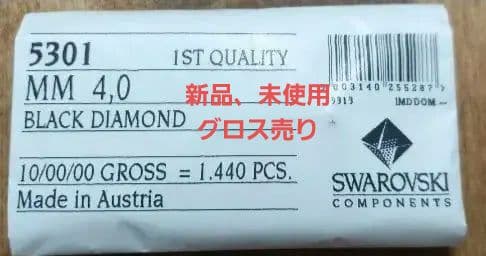 5301
1ST QUALITY
MM 4,0
BLACK DIAMOND
新品、未使用
グロス売り
10/00/00 GROSS = 1.440 PCS.
Made in Austria
SWAROVSKI
COMPONENTS